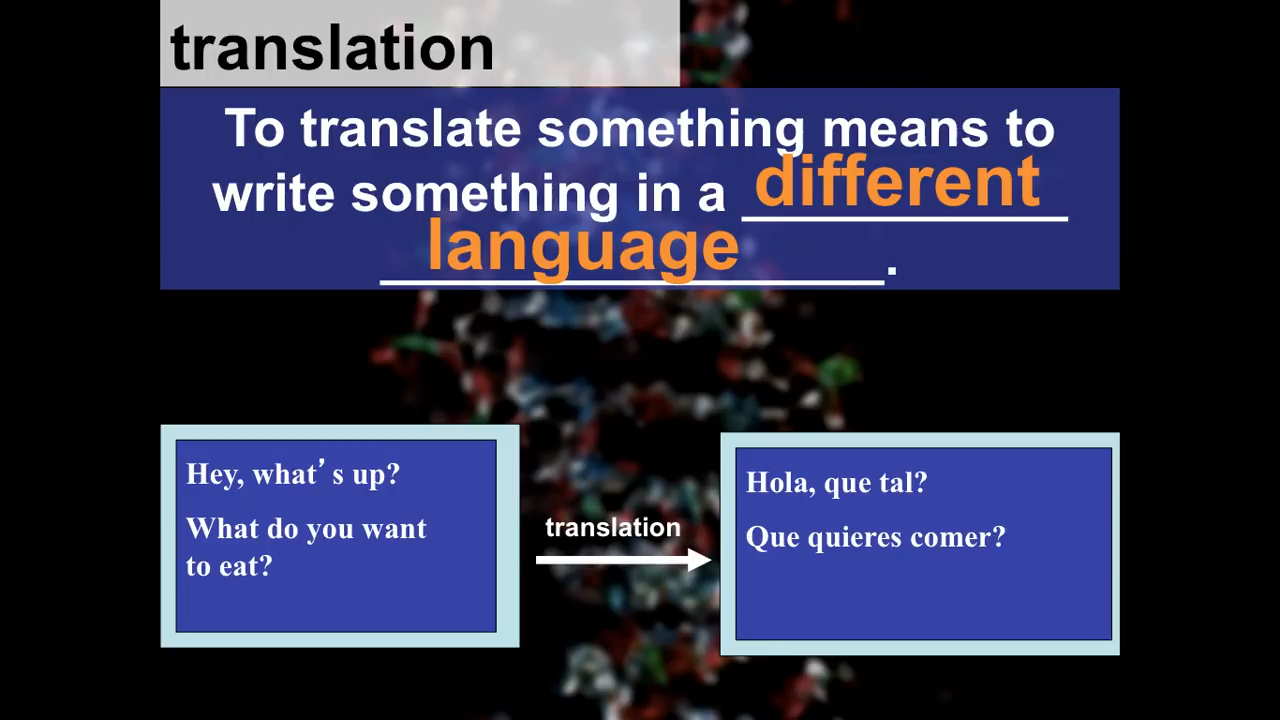 translation
To translate something means to
write something in a different
language.
Hey, what’s up?
What do you want
to eat?
translation
Hola, que tal?
Que quieres comer?